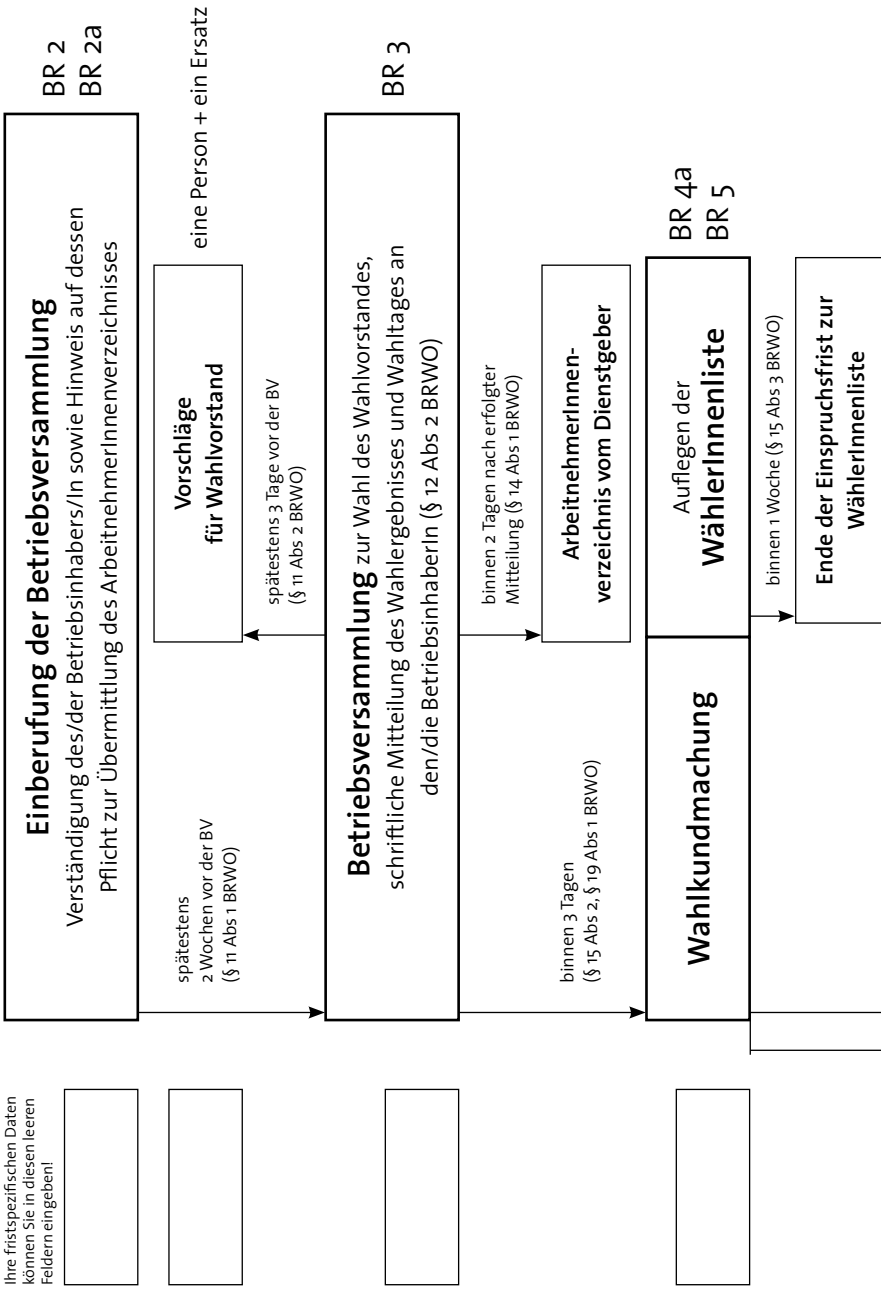 Ihre fristspezifischen Daten
können Sie in diesen leeren
Feldern eingeben!
Einberufung der Betriebsversammlung
Verständigung des/der Betriebsinhabers/In sowie Hinweis auf dessen
Pflicht zur Übermittlung des ArbeitnehmerInnenverzeichnisses
BR 2
BR 2a
spätestens
2 Wochen vor der BV
(§ 11 Abs 1 BRWO)
Vorschläge
für Wahlvorstand
eine Person + ein Ersatz
spätestens 3 Tage vor der BV
(§ 11 Abs 2 BRWO)
Betriebsversammlung zur Wahl des Wahlvorstandes,
schriftliche Mitteilung des Wahlergebnisses und Wahltages an
den/die BetriebsinhaberIn (§ 12 Abs 2 BRWO)
BR 3
binnen 3 Tagen
(§ 15 Abs 2, § 19 Abs 1 BRWO)
binnen 2 Tagen nach erfolgter
Mitteilung (§ 14 Abs 1 BRWO)
ArbeitnehmerInnen-
verzeichnis vom Dienstgeber
Wahlkundmachung
Auflegen der
WählerInnenliste
BR 4a
BR 5
binnen 1 Woche (§ 15 Abs 3 BRWO)
Ende der Einspruchsfrist zur
WählerInnenliste